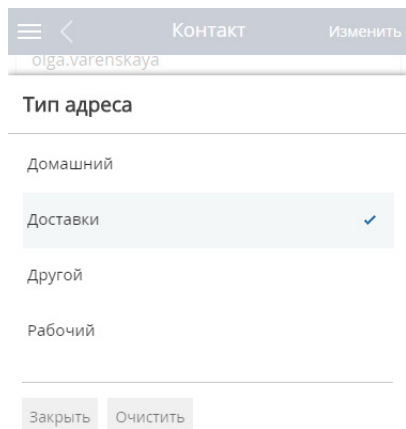 Контакт Изменить
olga.varenskaya
Тип адреса
Домашний
Доставки
Другой
Рабочий
Закрыть Очистить